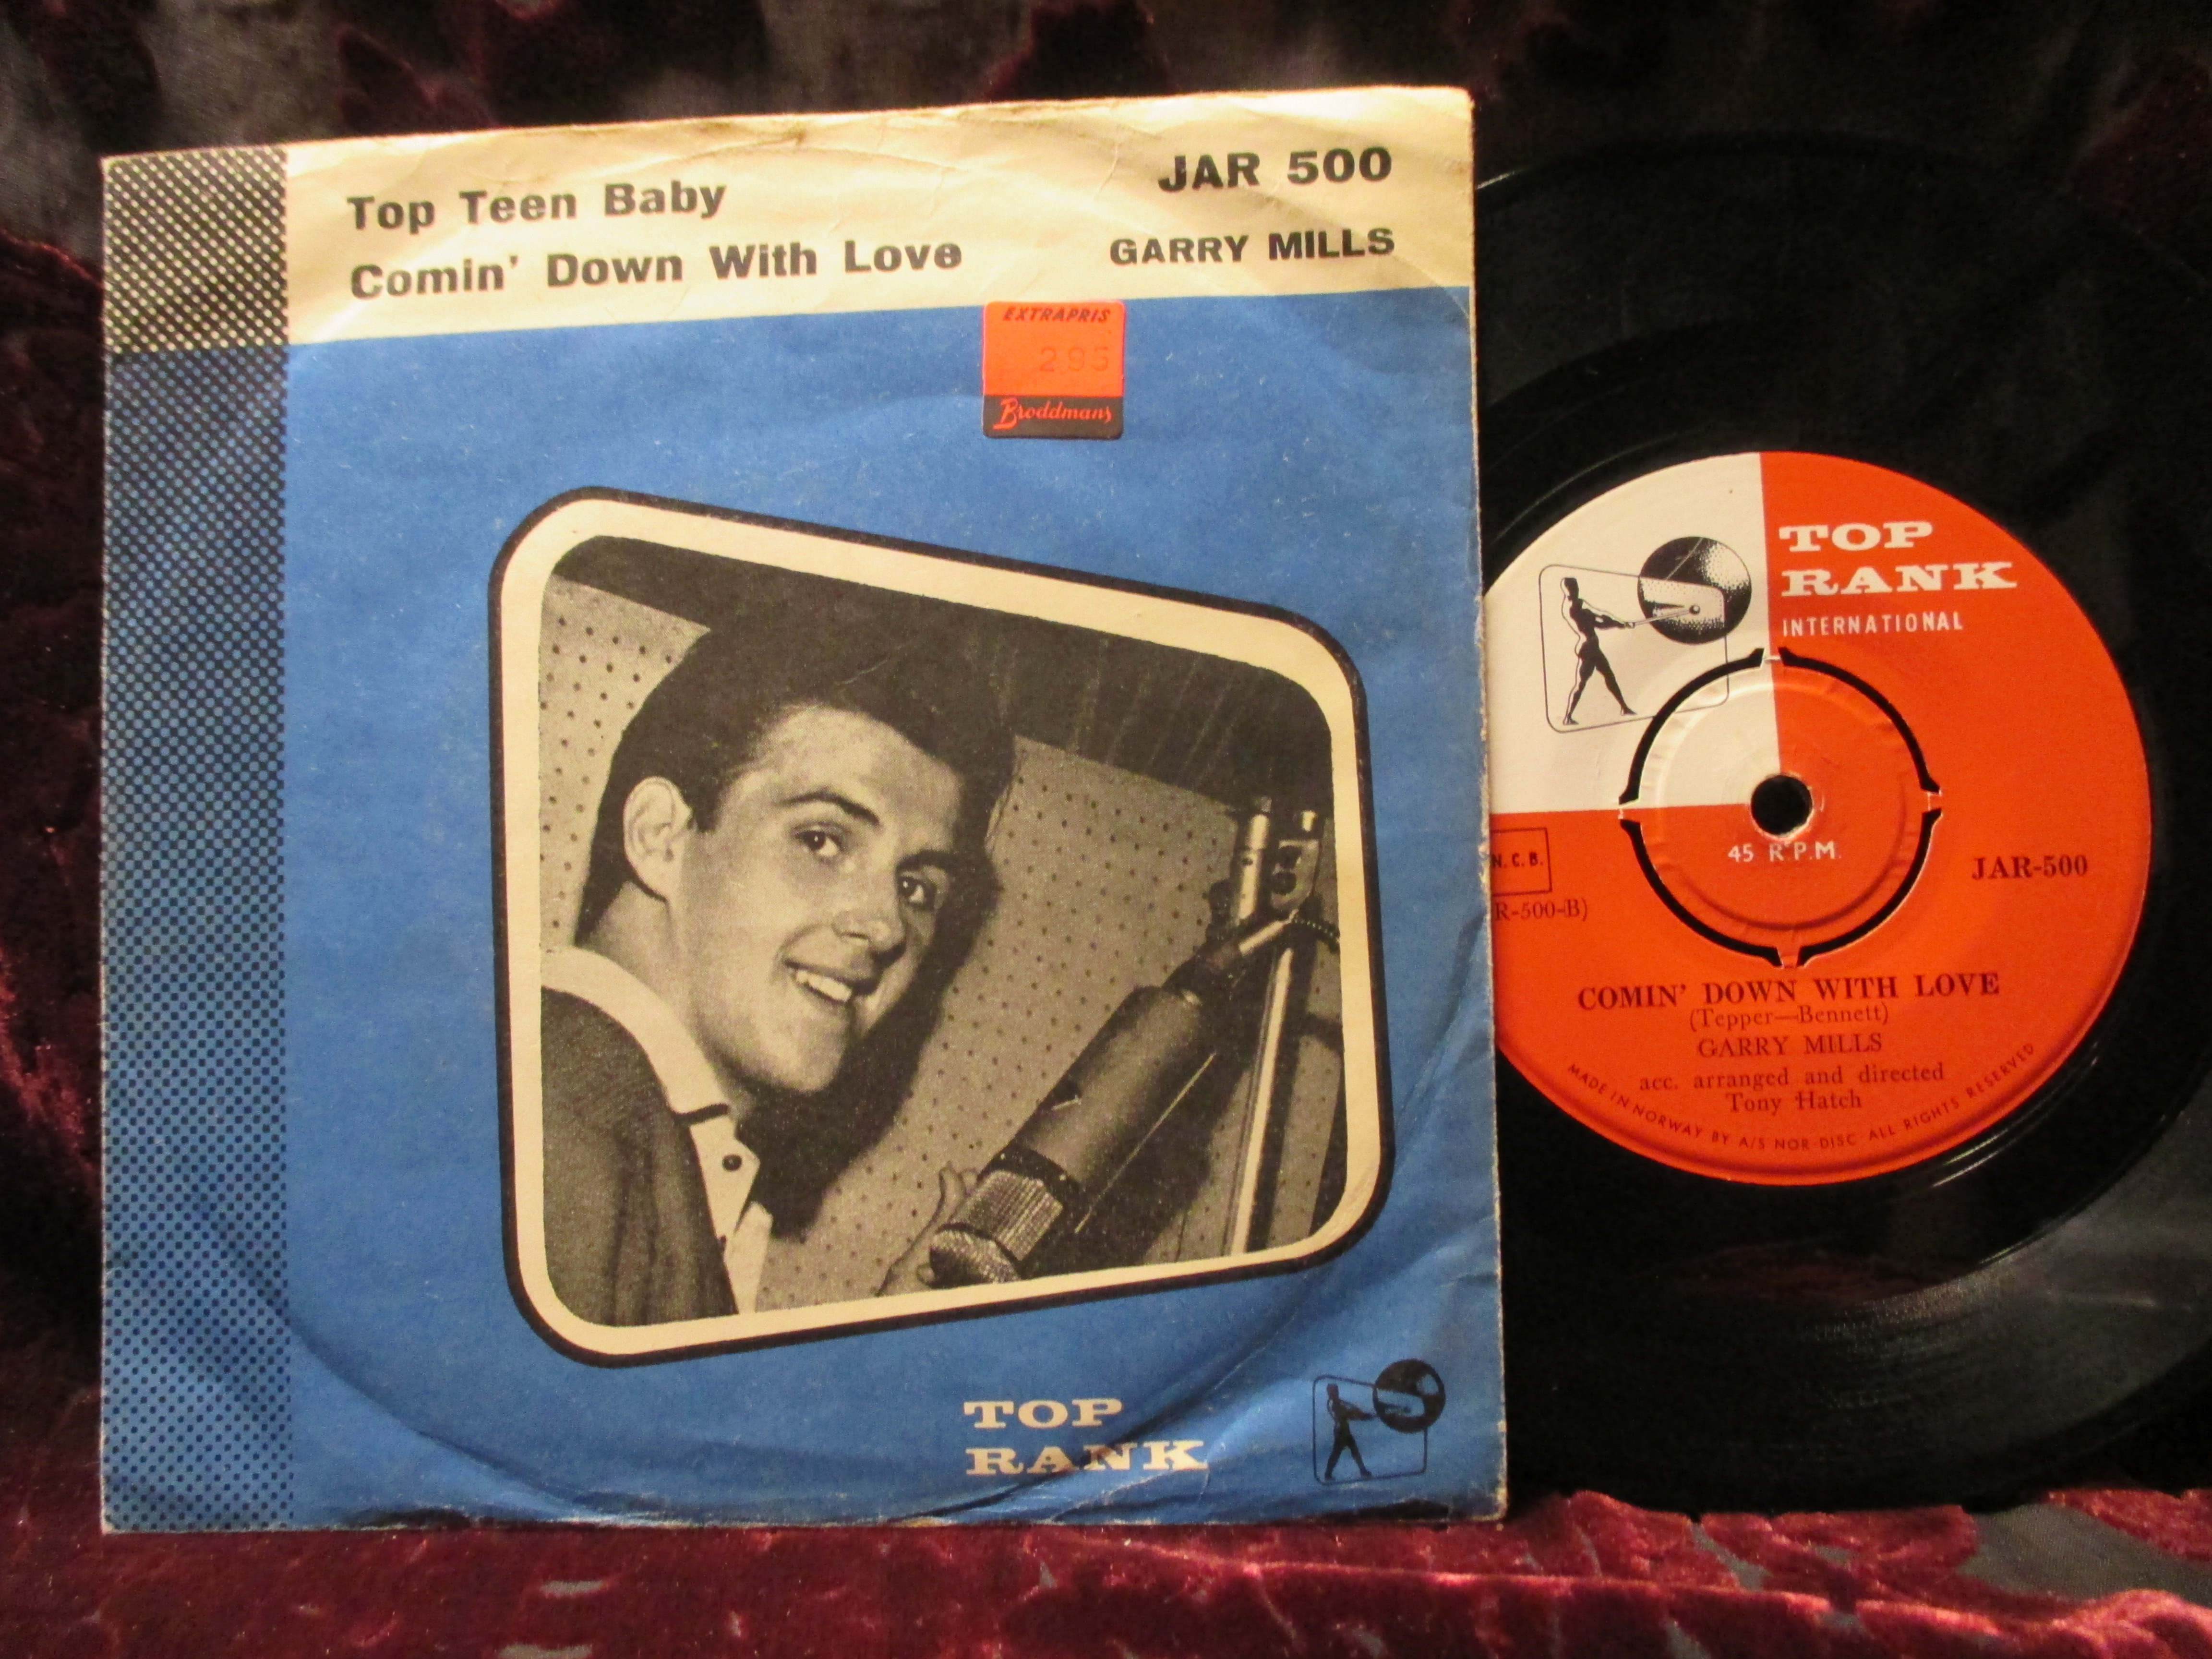 Top Teen Baby
Comin' Down With Love
JAR 500
GARRY MILLS
EXTRAPRIS
295
Broddmans
TOP
RANK
TOP
RANK
INTERNATIONAL
N.C.B.
R-500-B)
45 R.P.M.
JAR-500
COMIN' DOWN WITH LOVE
(Tepper—Bennett)
GARRY MILLS
acc. arranged and directed
Tony Hatch
MADE IN NORWAY BY A/S NOR-DISC ALL RIGHTS RESERVED